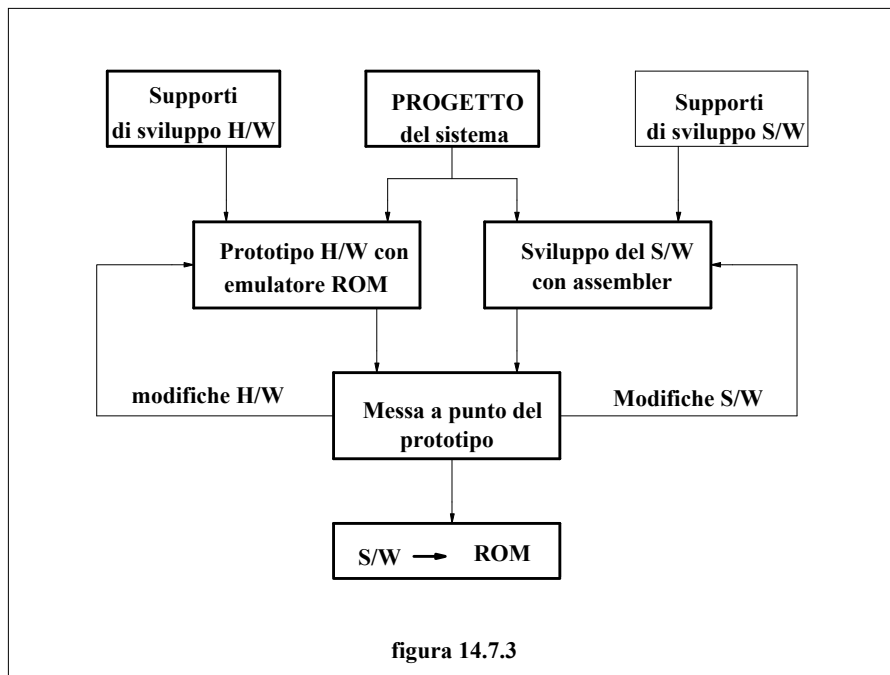 Supporti
di sviluppo H/W
PROGETTO
del sistema
Supporti
di sviluppo S/W
Prototipo H/W con
emulatore ROM
Sviluppo del S/W
con assembler
modifiche H/W
Messa a punto del
prototipo
Modifiche S/W
S/W → ROM
figura 14.7.3